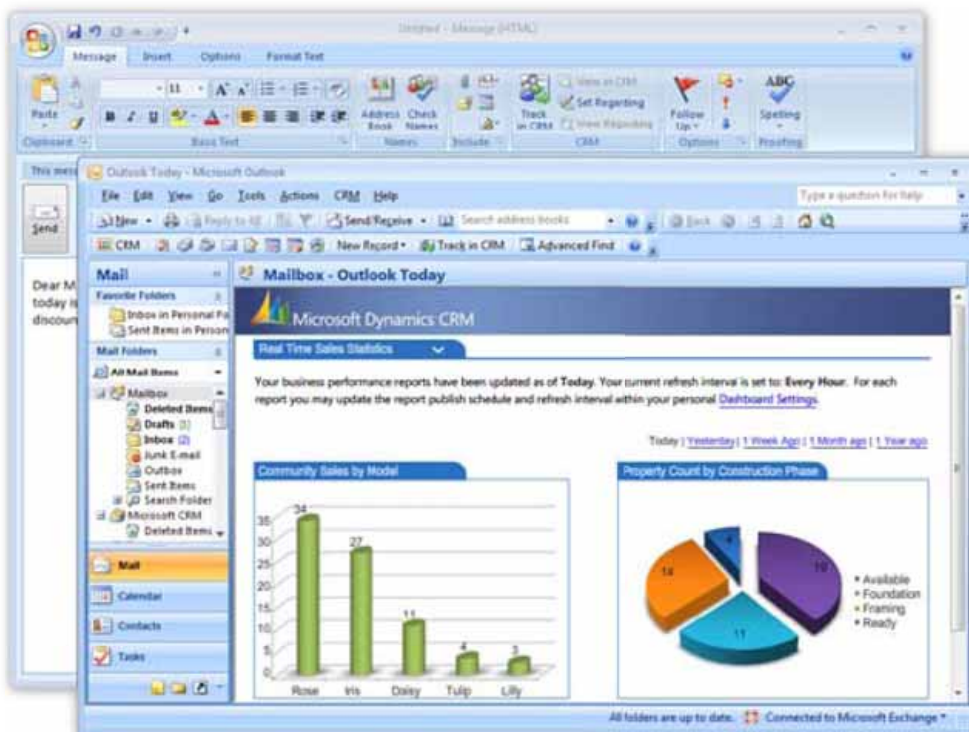 Untitled - Message (HTML)
Message Insert Options Format Text
Paste
11 A A
B I U A
Address Book Check Names
Track in CRM
View in CRM
Set Regarding
View Regarding
Follow Up
ABC
Spelling
Clipboard Basic Text Names Include CRM Options Proofing
This mess
Send
Dear M
today is
discoun
Outlook Today - Microsoft Outlook
File Edit View Go Tools Actions CRM Help
Type a question for help
New Reply to All Send/Receive Search address books Back
CRM New Record Track in CRM Advanced Find
Mail
Favorite Folders
Inbox in Personal Fo
Sent Items in Person
Mail Folders
All Mail Items
Mailbox
Deleted Items
Drafts (1)
Inbox (2)
Junk E-mail
Outbox
Sent Items
Search Folder
Microsoft CRM
Deleted Items
Mail
Calendar
Contacts
Tasks
Mailbox - Outlook Today
Microsoft Dynamics CRM
Real Time Sales Statistics
Your business performance reports have been updated as of Today. Your current refresh interval is set to: Every Hour. For each
report you may update the report publish schedule and refresh interval within your personal Dashboard Settings.
Today | Yesterday | 1 Week Ago | 1 Month ago | 1 Year ago
Community Sales by Model
35
30
25
20
15
10
5
0
34
27
11
4
3
Rose Iris Daisy Tulip Lilly
Property Count by Construction Phase
4
14
11
Available
Foundation
Framing
Ready
All folders are up to date. Connected to Microsoft Exchange